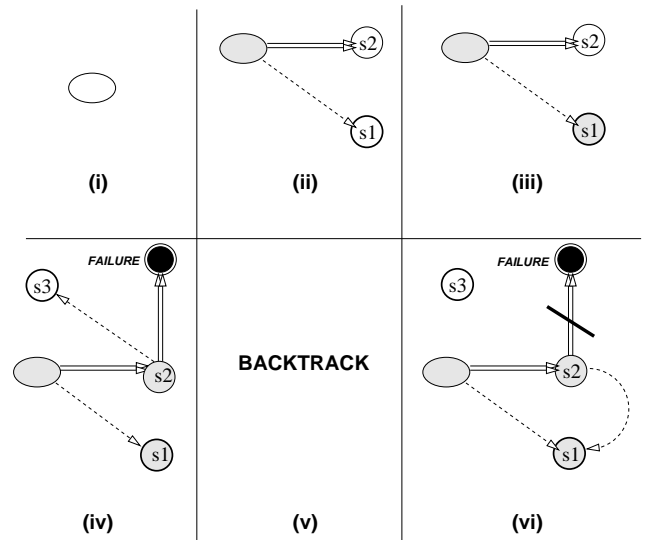 s2
s1
(i)
(ii)
s2
s1
(iii)
FAILURE
s3
s2
s1
(iv)
BACKTRACK
(v)
FAILURE
s3
s2
s1
(vi)